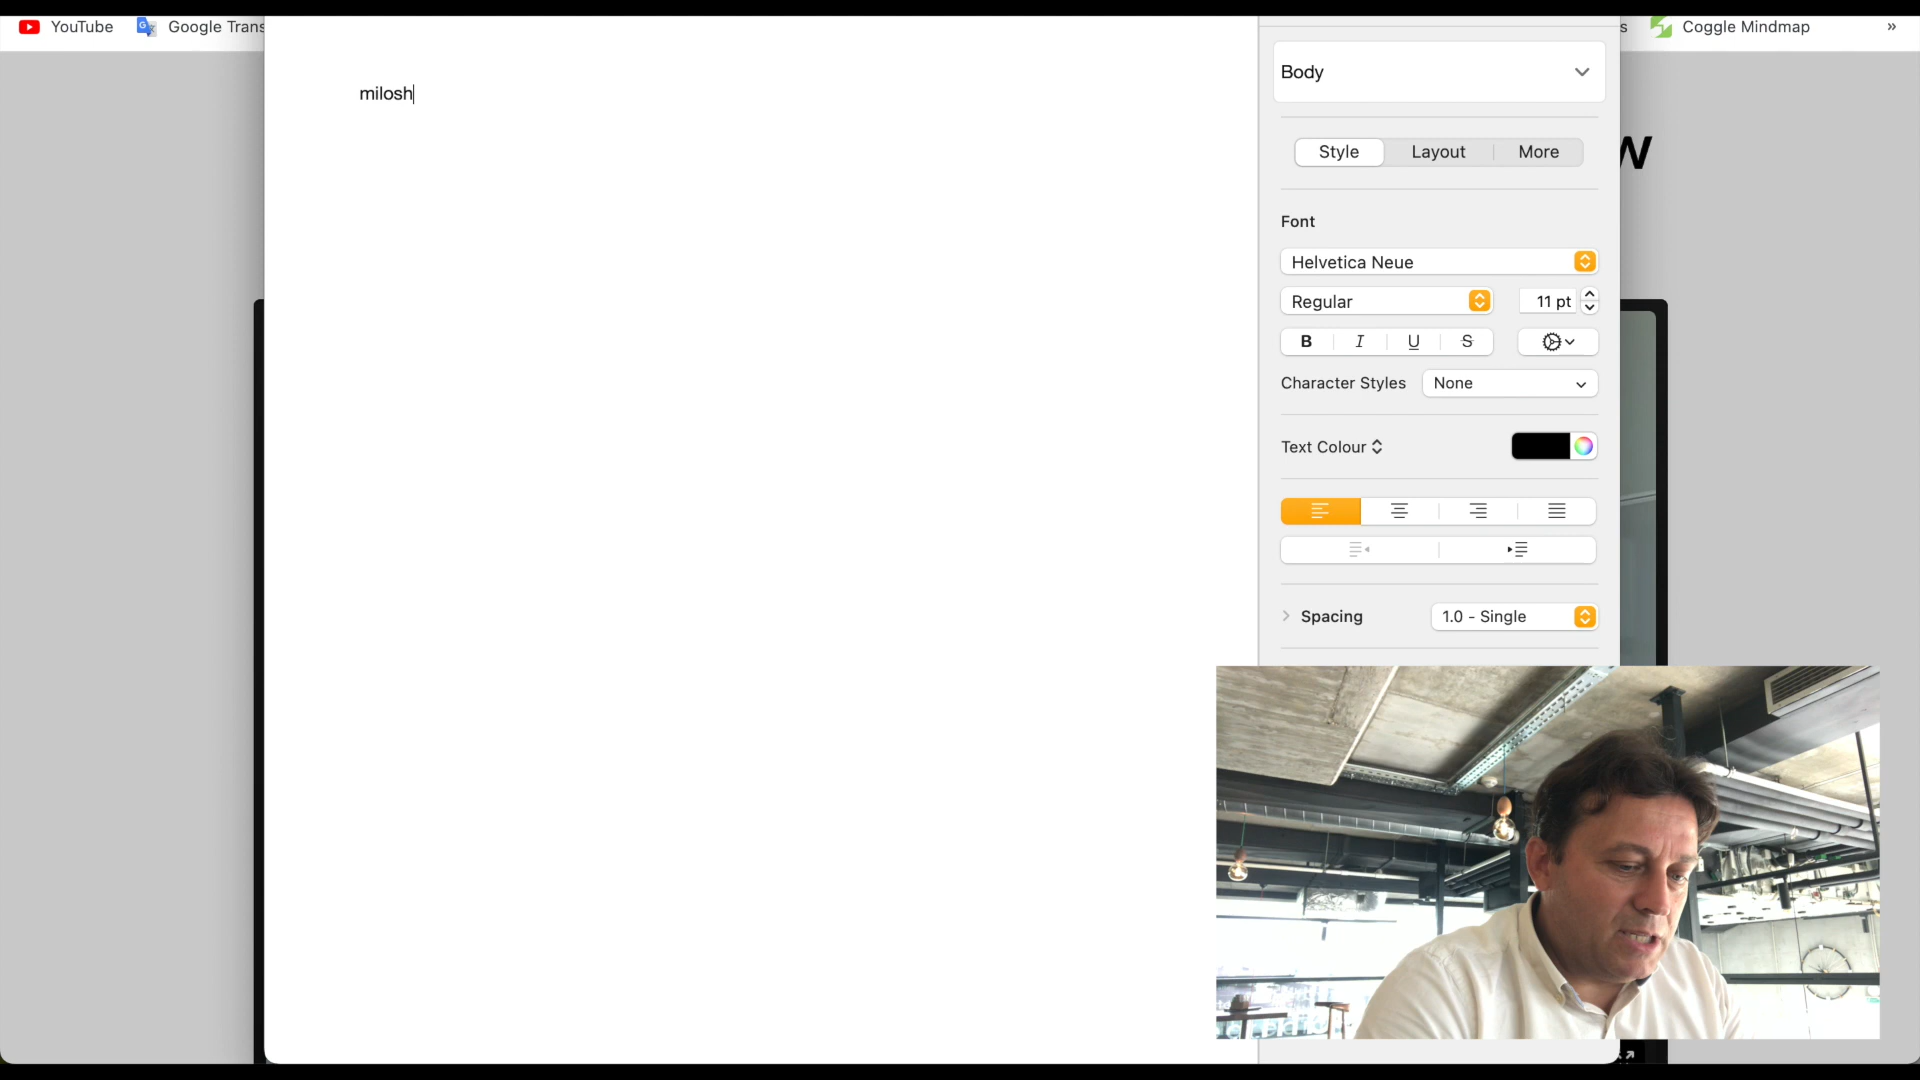 YouTube
Google Trans
s
Coggle Mindmap
»
milosh
Body
w
Style
Layout
More
Font
Helvetica Neue
Regular
11 pt
B
I
U
S
Character Styles
None
Text Colour
Spacing
1.0 - Single